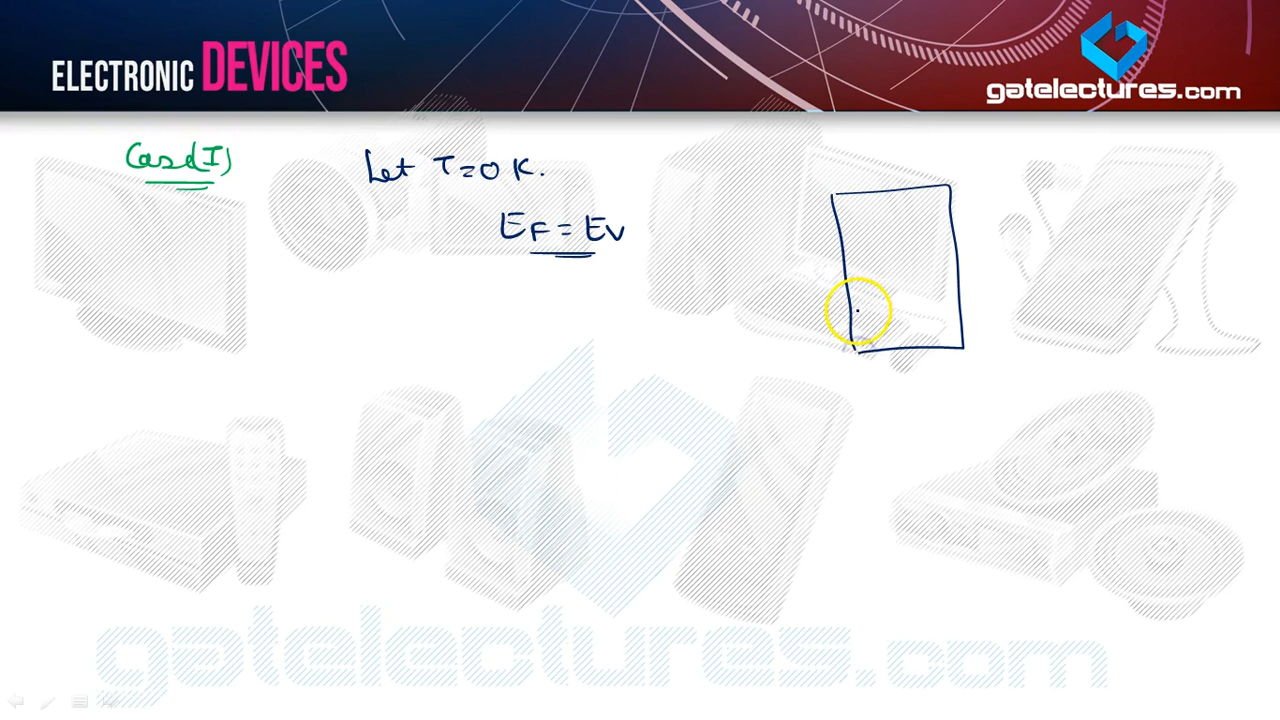 ELECTRONIC DEVICES
gatelectures.com
Case(I)
Let T=0 K.
EF = EV
gatelectures.com